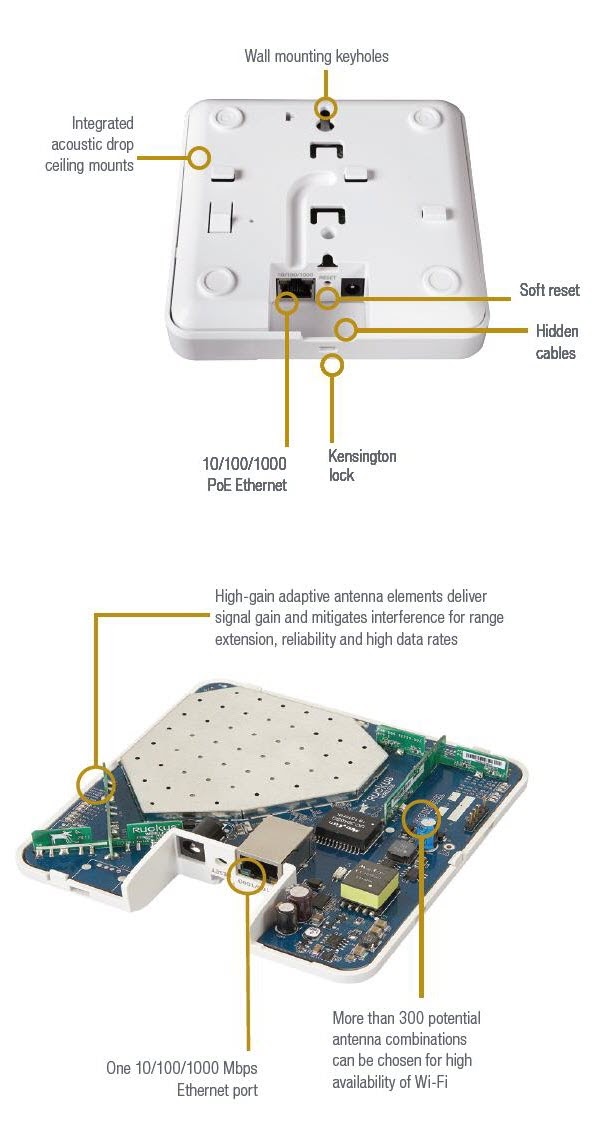 Wall mounting keyholes
Integrated
acoustic drop
ceiling mounts
10/100/1000
RESET
Soft reset
Hidden
cables
10/100/1000
PoE Ethernet
Kensington
lock
High-gain adaptive antenna elements deliver
signal gain and mitigates interference for range
extension, reliability and high data rates
RUCKUS
RUCKUS
RESET
One 10/100/1000 Mbps
Ethernet port
More than 300 potential
antenna combinations
can be chosen for high
availability of Wi-Fi